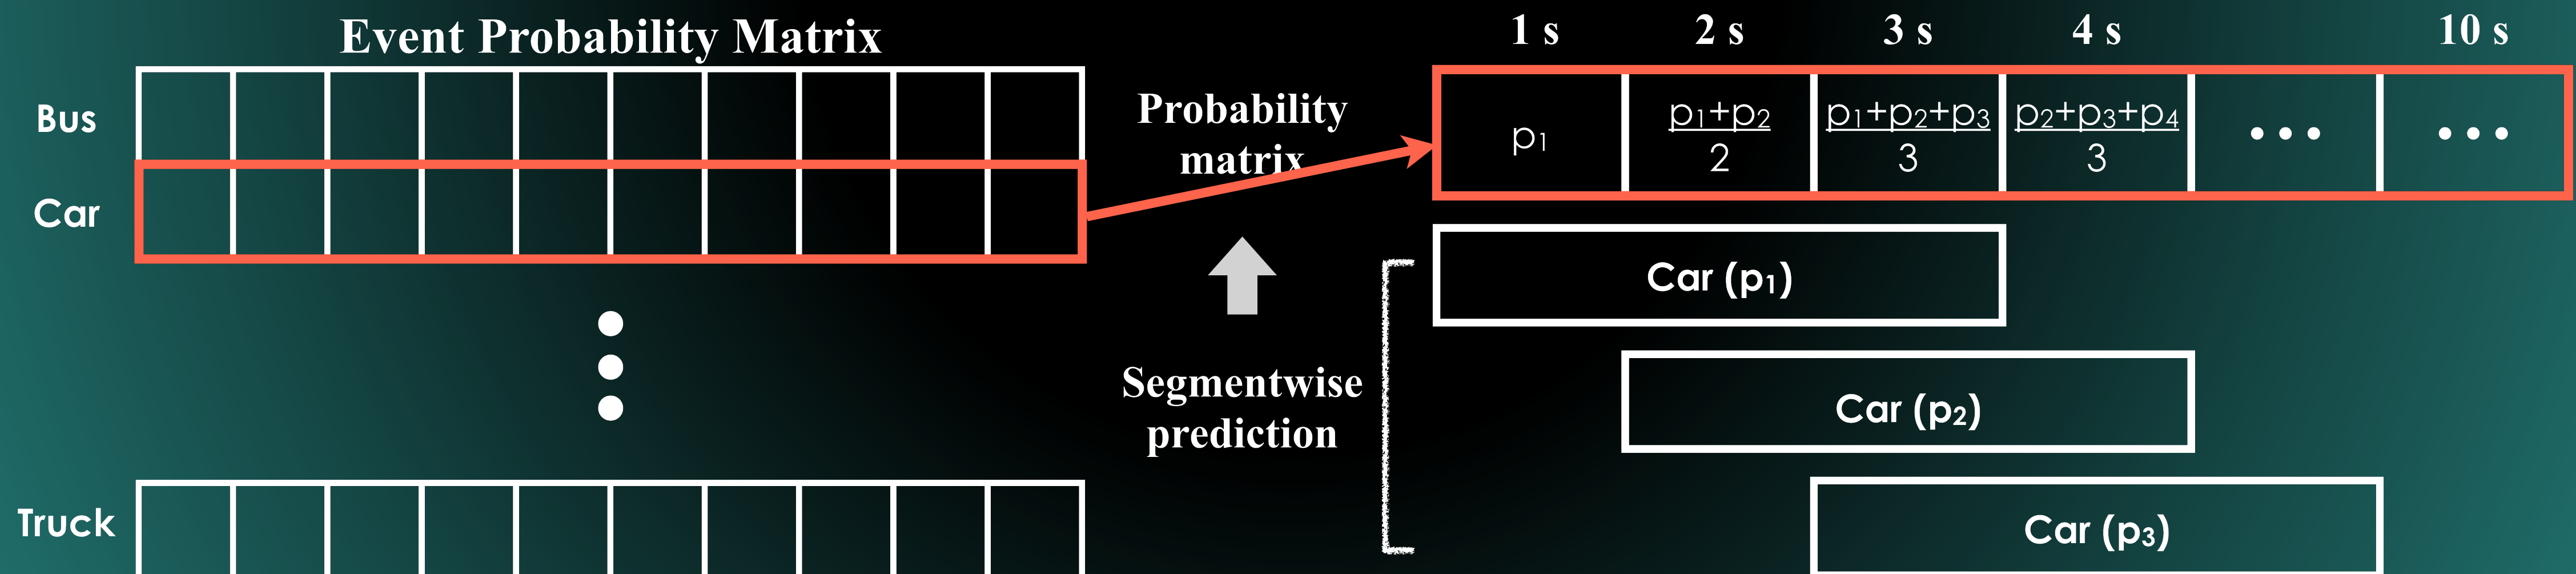 Event Probability Matrix
Bus
Car
Truck
Probability
matrix
Segmentwise
prediction
1 s 2 s 3 s 4 s 10 s
p₁ p₁+p₂ p₁+p₂+p₃ p₂+p₃+p₄ ••• •••
2 3 3
Car (p₁)
Car (p₂)
Car (p₃)